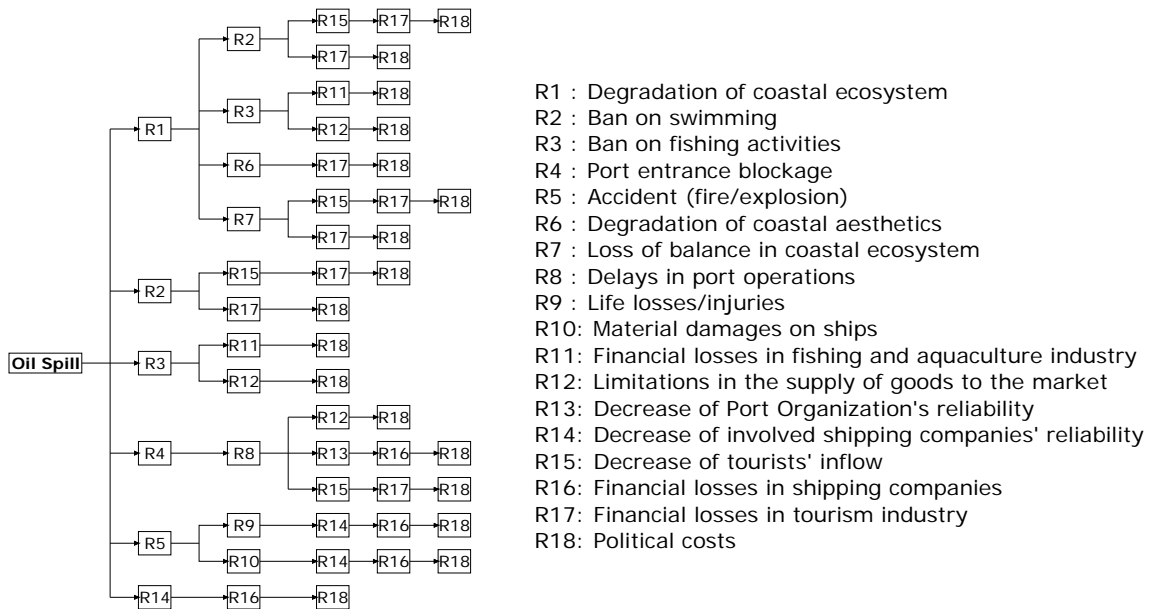 R15 R17 R18
R2
R17 R18
R11 R18
R3
R1 R12 R18
R6 R17 R18
R15 R17 R18
R7
R17 R18
R15 R17 R18
R2
R17 R18
R11 R18
Oil Spill R3
R12 R18
R12 R18
R4 R8 R13 R16 R18
R15 R17 R18
R9 R14 R16 R18
R5
R10 R14 R16 R18
R14 R16 R18
R1 : Degradation of coastal ecosystem
R2 : Ban on swimming
R3 : Ban on fishing activities
R4 : Port entrance blockage
R5 : Accident (fire/explosion)
R6 : Degradation of coastal aesthetics
R7 : Loss of balance in coastal ecosystem
R8 : Delays in port operations
R9 : Life losses/injuries
R10: Material damages on ships
R11: Financial losses in fishing and aquaculture industry
R12: Limitations in the supply of goods to the market
R13: Decrease of Port Organization's reliability
R14: Decrease of involved shipping companies' reliability
R15: Decrease of tourists' inflow
R16: Financial losses in shipping companies
R17: Financial losses in tourism industry
R18: Political costs